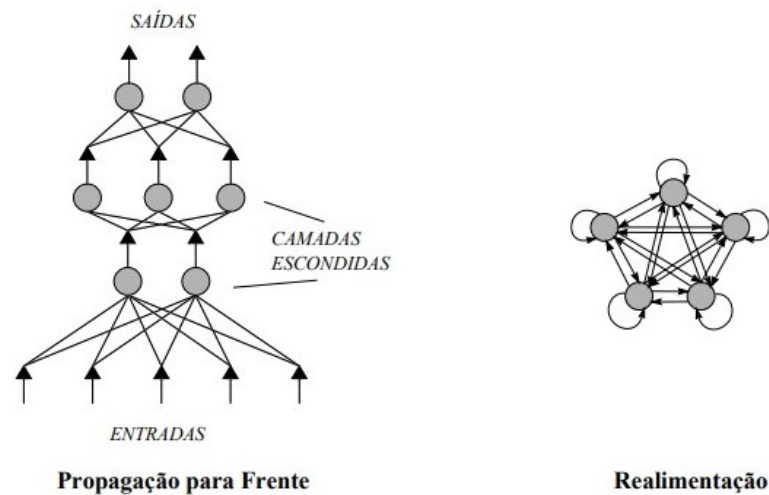 SAÍDAS
CAMADAS
ESCONDIDAS
ENTRADAS
Propagação para Frente
Realimentação